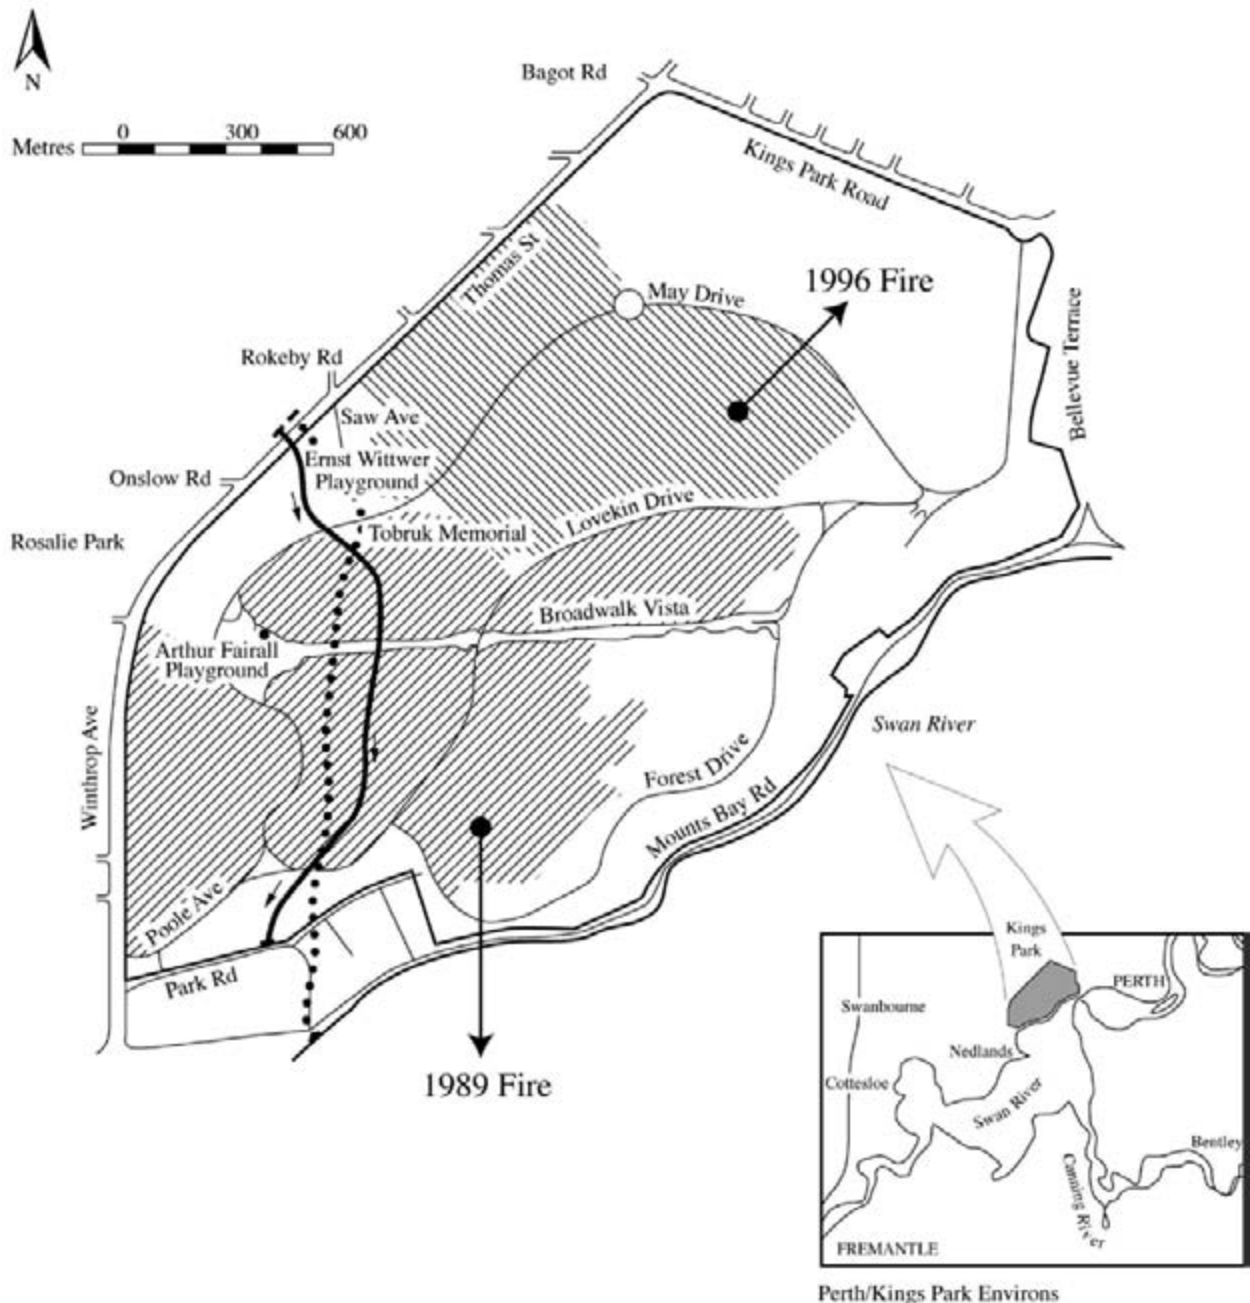 N
Metres 0 300 600
Bagot Rd
Kings Park Road
Thomas St
May Drive
1996 Fire
Bellevue Terrace
Rokeby Rd
Saw Ave
Ernst Wittwer
Playground
Onslow Rd
Lovekin Drive
Tobruk Memorial
Rosalie Park
Broadwalk Vista
Arthur Fairall
Playground
Winthrop Ave
Swan River
Forest Drive
Mounts Bay Rd
Poole Ave
Park Rd
1989 Fire
Kings
Park
PERTH
Swanbourne
Nedlands
Cottesloe
Swan River
Bentley
Canning River
FREMANTLE
Perth/Kings Park Environs